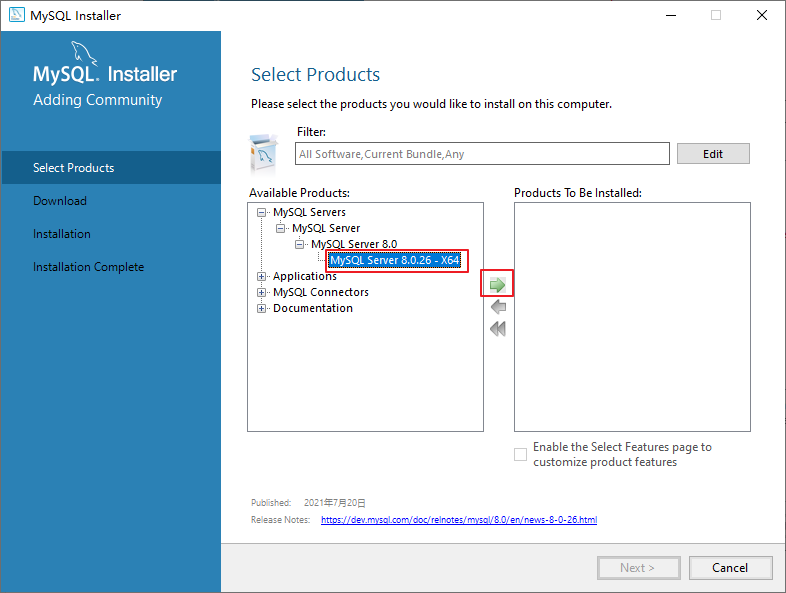 MySQL Installer
MySQL. Installer
Adding Community
Select Products
Download
Installation
Installation Complete
Select Products
Please select the products you would like to install on this computer.
Filter:
All Software,Current Bundle,Any
Edit
Available Products:
Products To Be Installed:
MySQL Servers
MySQL Server
MySQL Server 8.0
MySQL Server 8.0.26 - X64
Applications
MySQL Connectors
Documentation
Enable the Select Features page to
customize product features
Published: 2021年7月20日
Release Notes: https://dev.mysql.com/doc/relnotes/mysql/8.0/en/news-8-0-26.html
Next >
Cancel